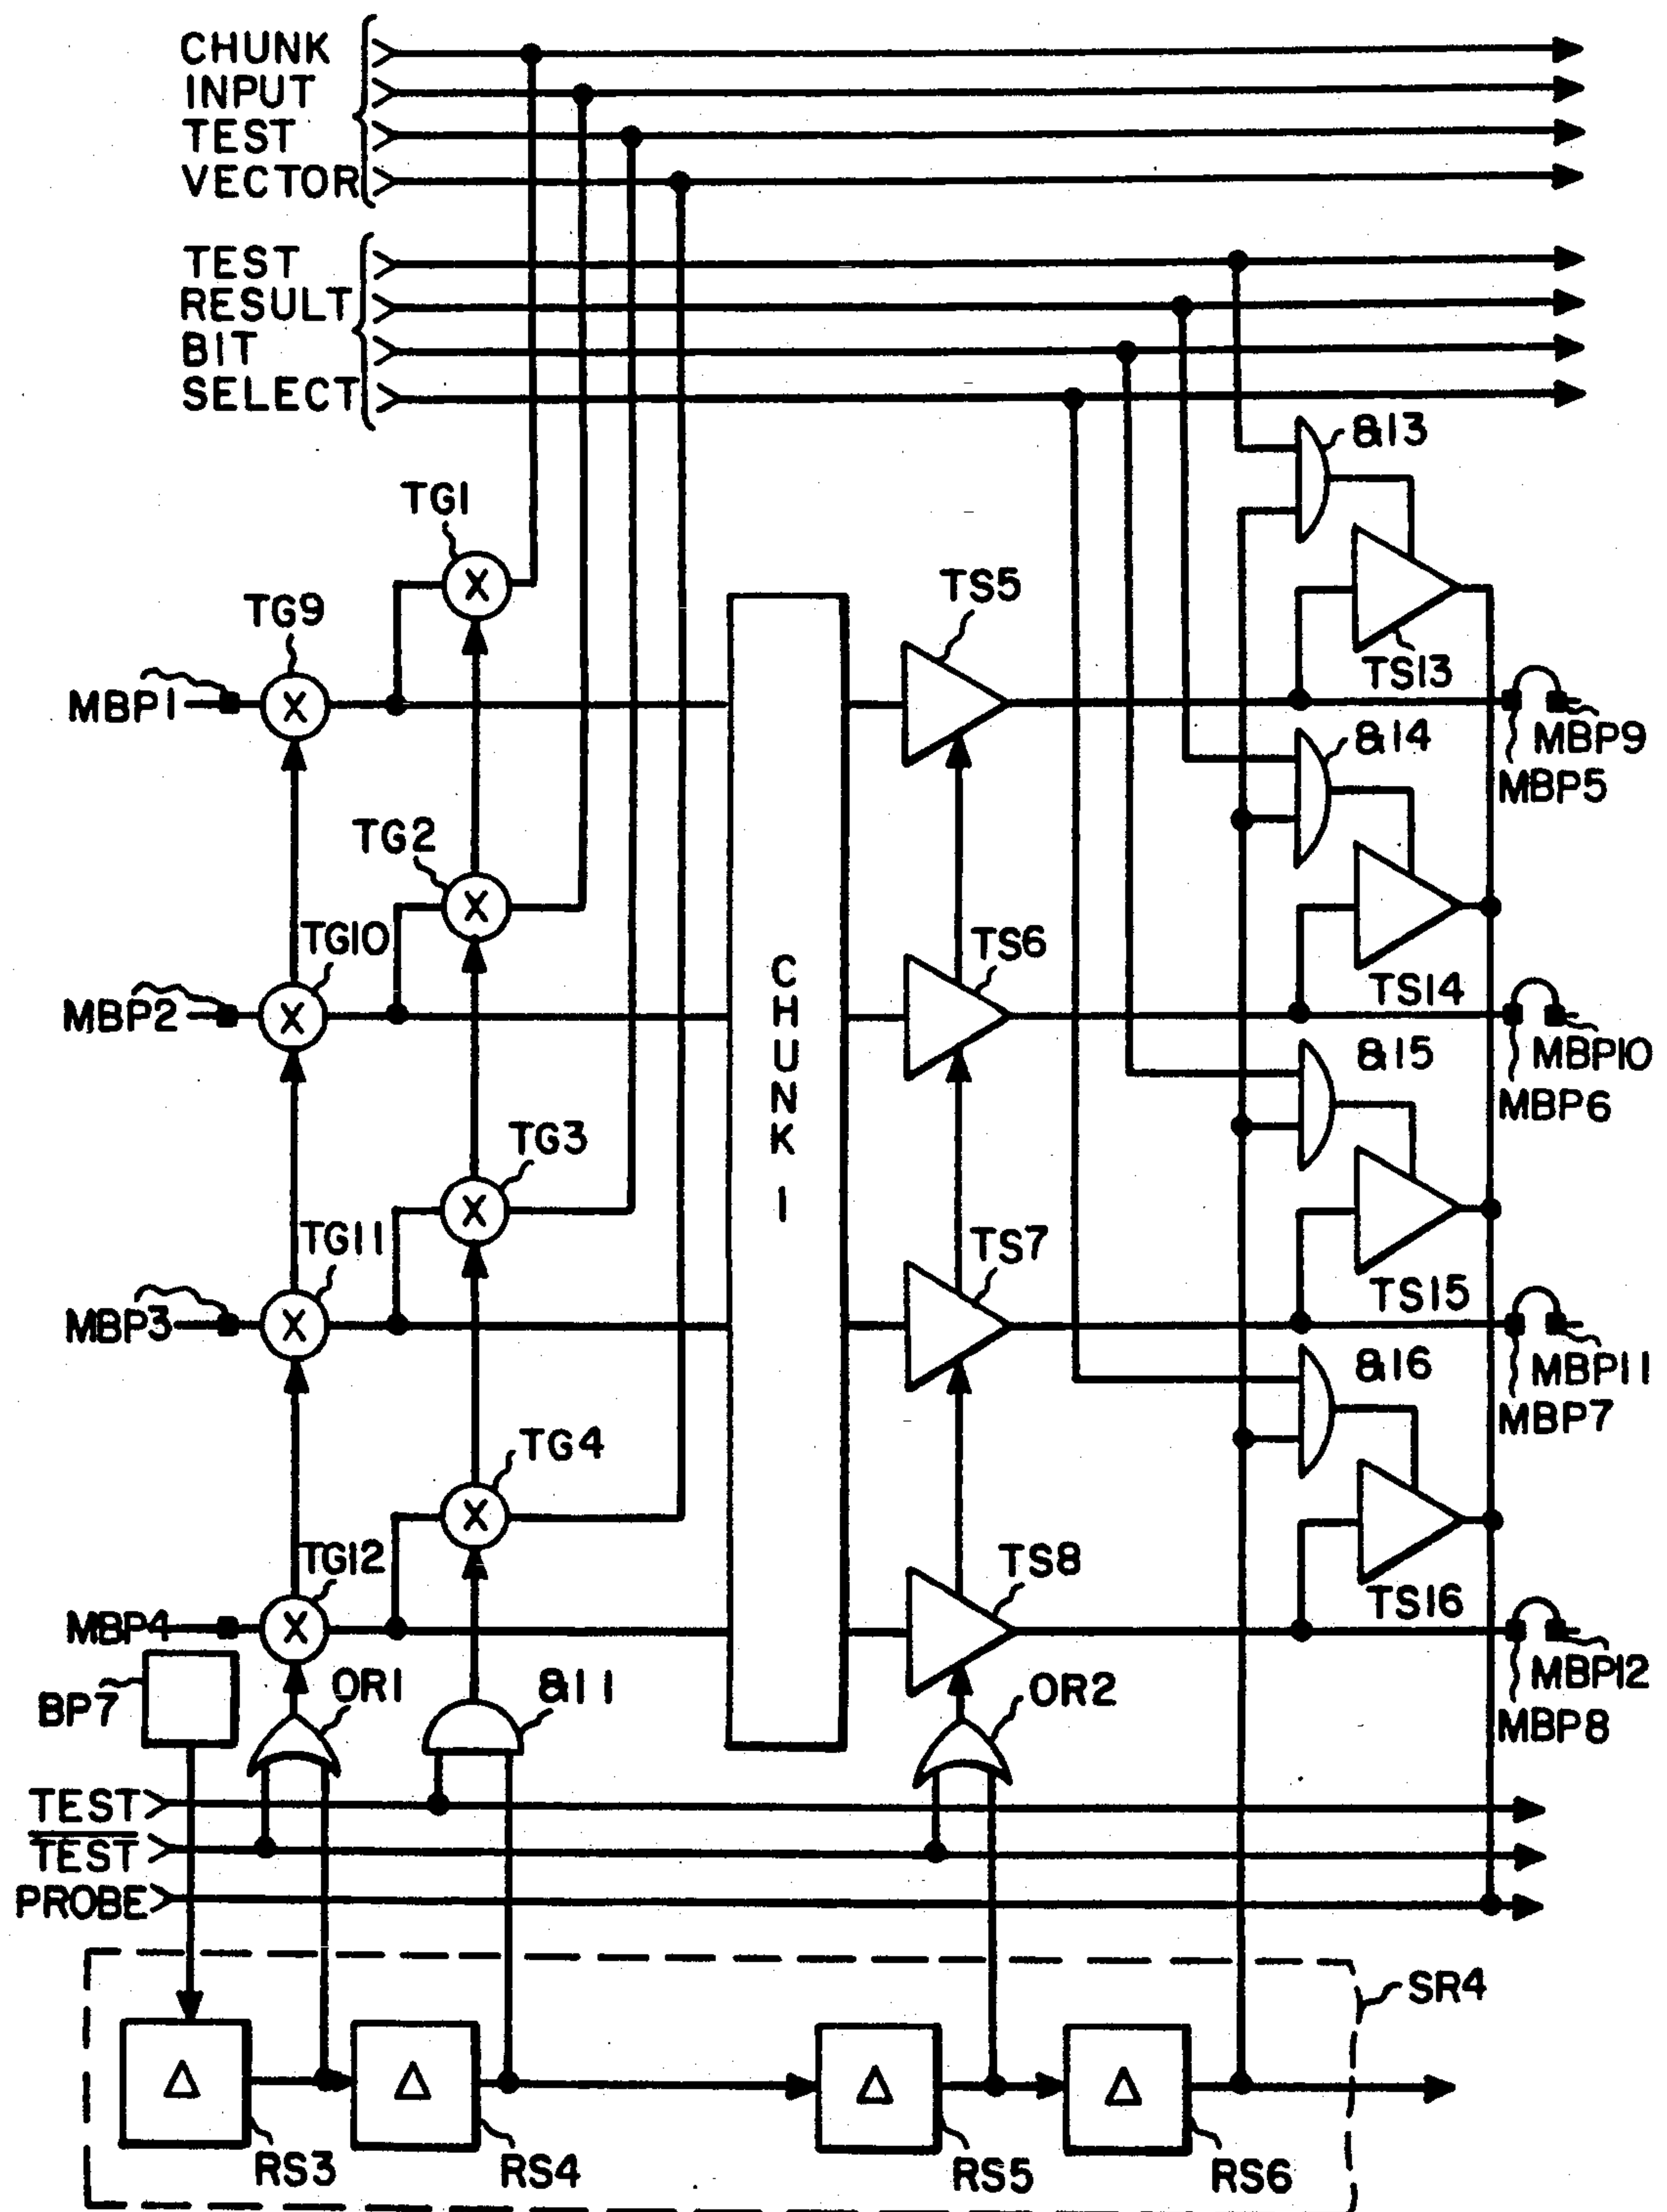 CHUNK
INPUT
TEST
VECTOR
TEST
RESULT
BIT
SELECT
&13
TG1
TS5
TG9
TS13
MBP1
MBP9
&14
MBP5
TG2
TG10
TS6
TS14
MBP2
&15
MBP10
MBP6
TG3
TG11
TS7
TS15
MBP3
&16
MBP11
MBP7
TG4
TG12
TS8
TS16
MBP4
MBP12
BP7
OR1
&11
OR2
MBP8
CHUNK 1
X
X
X
X
X
X
X
X
TEST
TEST
PROBE
SR4
Δ
Δ
Δ
Δ
RS3
RS4
RS5
RS6